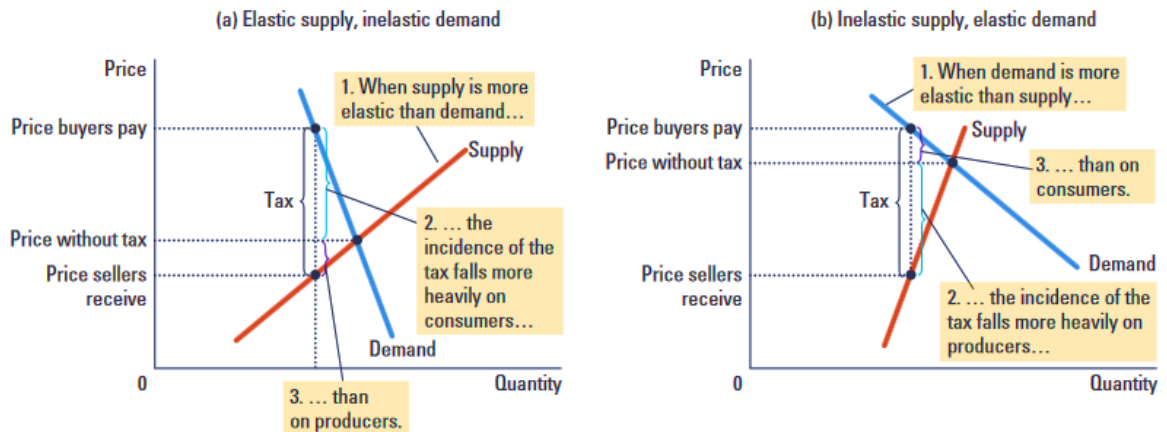 (a) Elastic supply, inelastic demand
Price
1. When supply is more
elastic than demand…
Price buyers pay
Supply
Tax
2. … the
incidence of the
tax falls more
heavily on
consumers…
Price without tax
Price sellers
receive
Demand
0
Quantity
3. … than
on producers.
(b) Inelastic supply, elastic demand
Price
1. When demand is more
elastic than supply…
Price buyers pay
Supply
Price without tax
3. … than on
consumers.
Tax
Price sellers
receive
Demand
2. … the incidence of the
tax falls more heavily on
producers…
0
Quantity